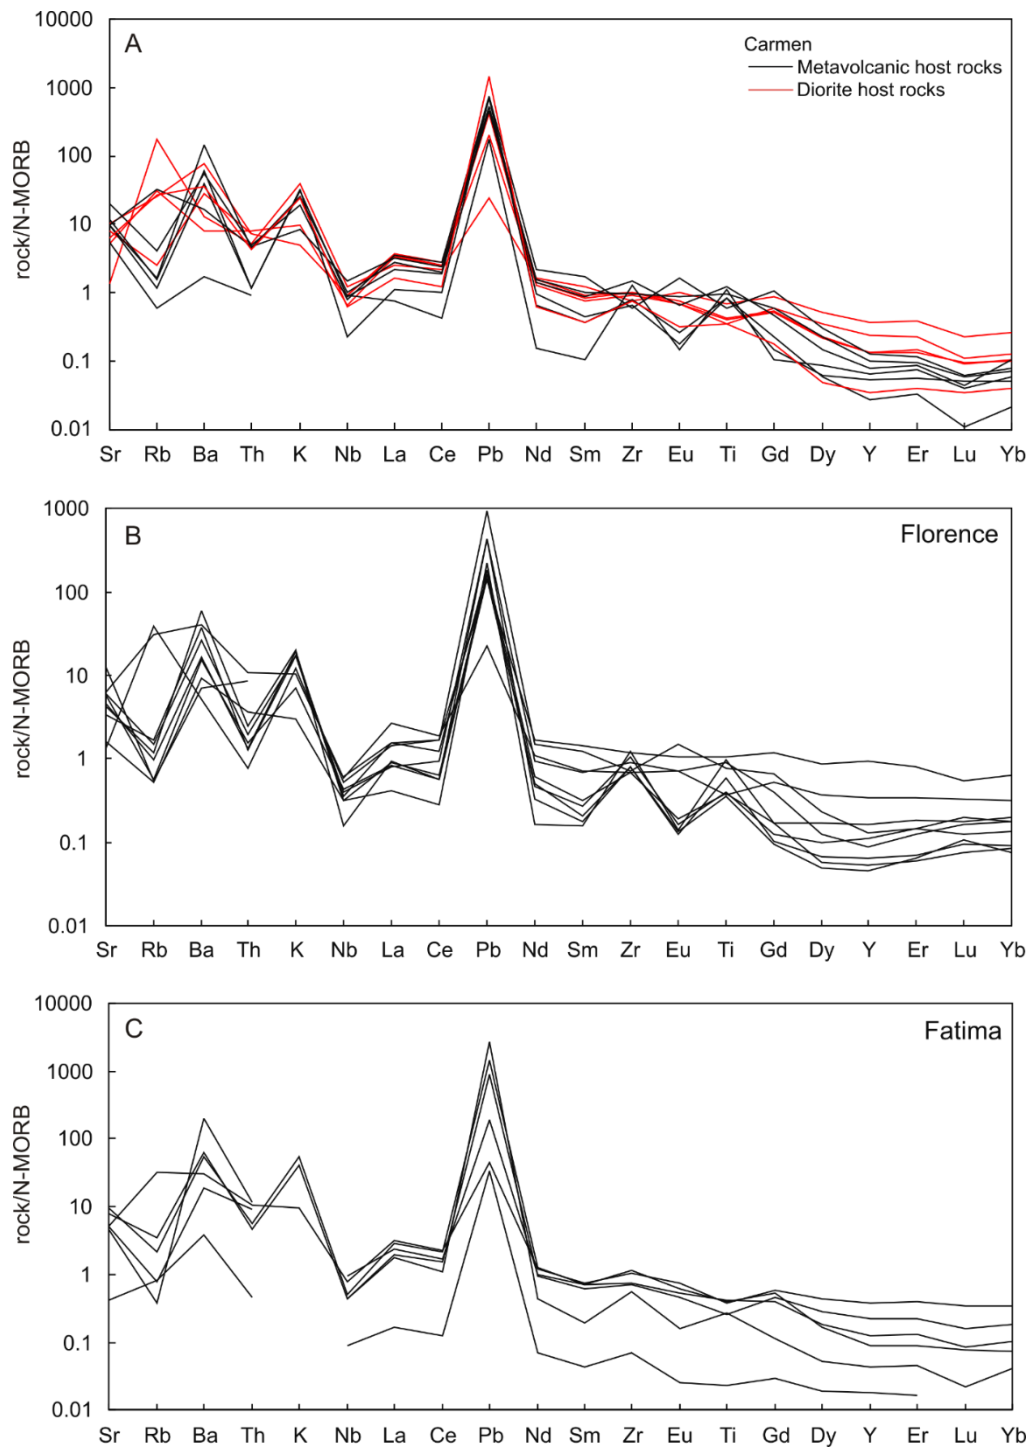 A
Carmen
Metavolcanic host rocks
Diorite host rocks
rock/N-MORB
10000
1000
100
10
1
0.1
0.01
Sr Rb Ba Th K Nb La Ce Pb Nd Sm Zr Eu Ti Gd Dy Y Er Lu Yb
B
Florence
rock/N-MORB
1000
100
10
1
0.1
0.01
Sr Rb Ba Th K Nb La Ce Pb Nd Sm Zr Eu Ti Gd Dy Y Er Lu Yb
C
Fatima
rock/N-MORB
10000
1000
100
10
1
0.1
0.01
Sr Rb Ba Th K Nb La Ce Pb Nd Sm Zr Eu Ti Gd Dy Y Er Lu Yb